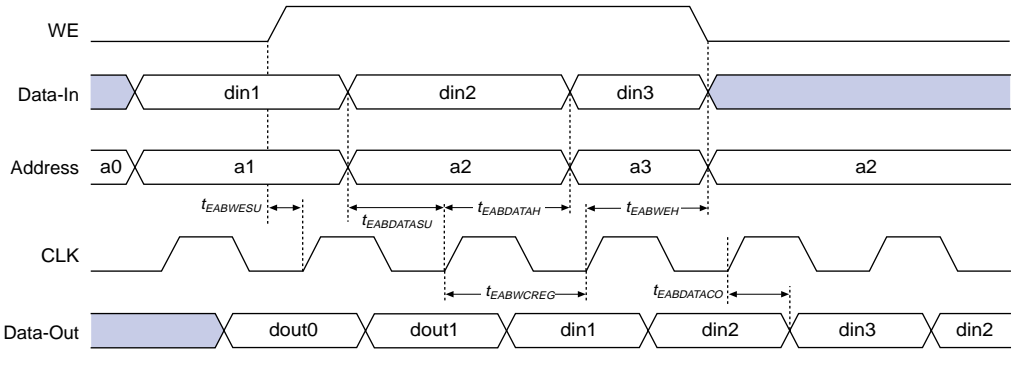 WE
Data-In din1 din2 din3
Address a0 a1 a2 a3 a2
tEABWESU tEABDATASU tEABDATAH tEABWEH
CLK
tEABWCREG tEABDATACO
Data-Out dout0 dout1 din1 din2 din3 din2